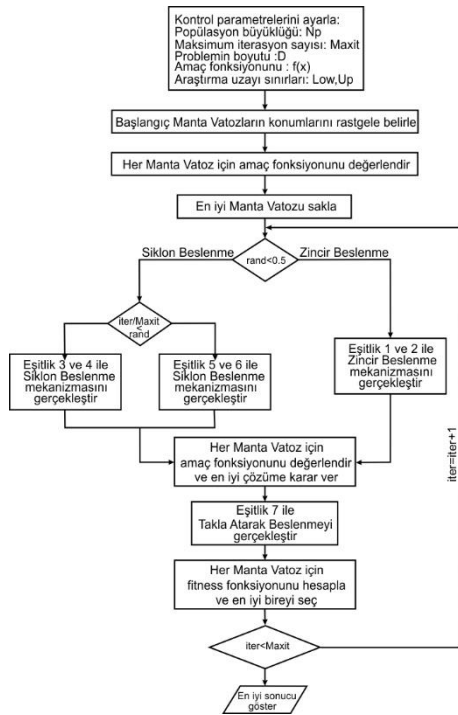 Kontrol parametrelerini ayarla:
Popülasyon büyüklüğü: Np
Maksimum iterasyon sayısı: Maxit
Problemin boyutu :D
Amaç fonksiyonunu : f(x)
Araştırma uzayı sınırları: Low,Up
Başlangıç Manta Vatozların konumlarını rastgele belirle
Her Manta Vatoz için amaç fonksiyonunu değerlendir
En iyi Manta Vatozu sakla
Siklon Beslenme
rand<0.5
Zincir Beslenme
iter/Maxit
<
rand
Eşitlik 3 ve 4 ile
Siklon Beslenme
mekanizmasını
gerçekleştir
Eşitlik 5 ve 6 ile
Siklon Beslenme
mekanizmasını
gerçekleştir
Eşitlik 1 ve 2 ile
Zincir Beslenme
mekanizmasını
gerçekleştir
Her Manta Vatoz için
amaç fonksiyonunu değerlendir
ve en iyi çözüme karar ver
iter=iter+1
Eşitlik 7 ile
Takla Atarak Beslenmeyi
gerçekleştir
Her Manta Vatoz için
fitness fonksiyonunu hesapla
ve en iyi bireyi seç
iter<Maxit
En iyi sonucu
göster